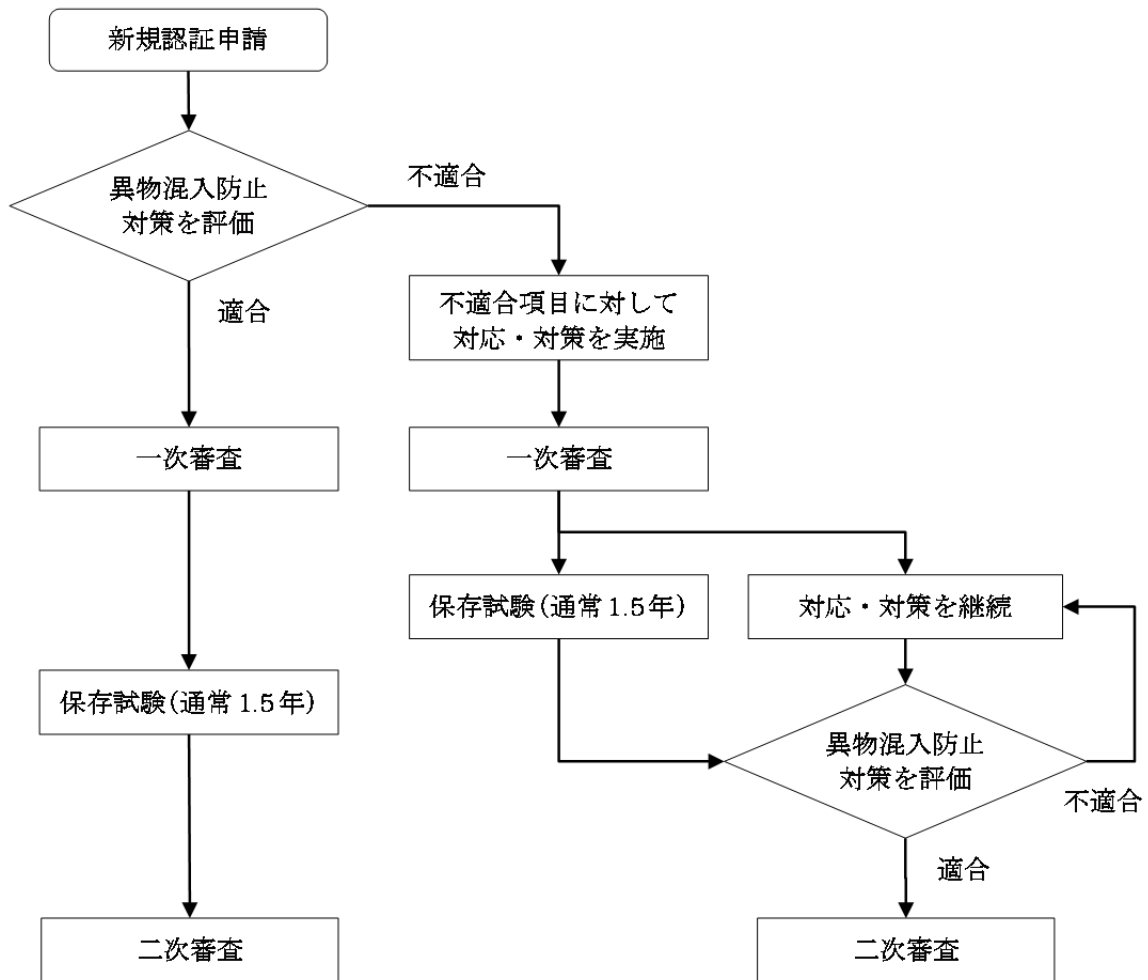 新規認証申請
異物混入防止
対策を評価
不適合
適合
不適合項目に対して
対応・対策を実施
一次審査
一次審査
保存試験(通常1.5年)
対応・対策を継続
保存試験(通常1.5年)
異物混入防止
対策を評価
不適合
適合
二次審査
二次審査